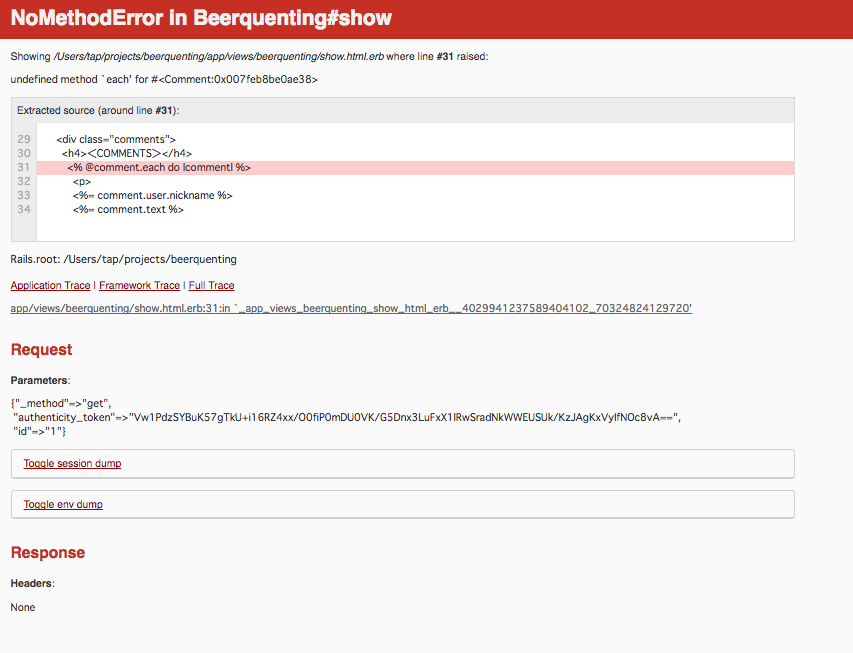 NoMethodError in Beerquenting#show
Showing /Users/tap/projects/beerquenting/app/views/beerquenting/show.html.erb where line #31 raised:
undefined method `each' for #<Comment:0x007feb8be0ae38>
Extracted source (around line #31):
29 <div class="comments">
30 <h4>＜COMMENTS＞</h4>
31 <% @comment.each do |comment| %>
32 <p>
33 <%= comment.user.nickname %>
34 <%= comment.text %>
Rails.root: /Users/tap/projects/beerquenting
Application Trace | Framework Trace | Full Trace
app/views/beerquenting/show.html.erb:31:in `_app_views_beerquenting_show_html_erb__4029941237589404102_70324824129720'
Request
Parameters:
{"_method"=>"get",
"authenticity_token"=>"Vw1PdzSYBuK57gTkU+i16RZ4xx/O0fiP0mDU0VK/G5Dnx3LuFxX1lRwSradNkWWEUSUk/KzJAgKxVyIfNOc8vA==",
"id"=>"1"}
Toggle session dump
Toggle env dump
Response
Headers:
None